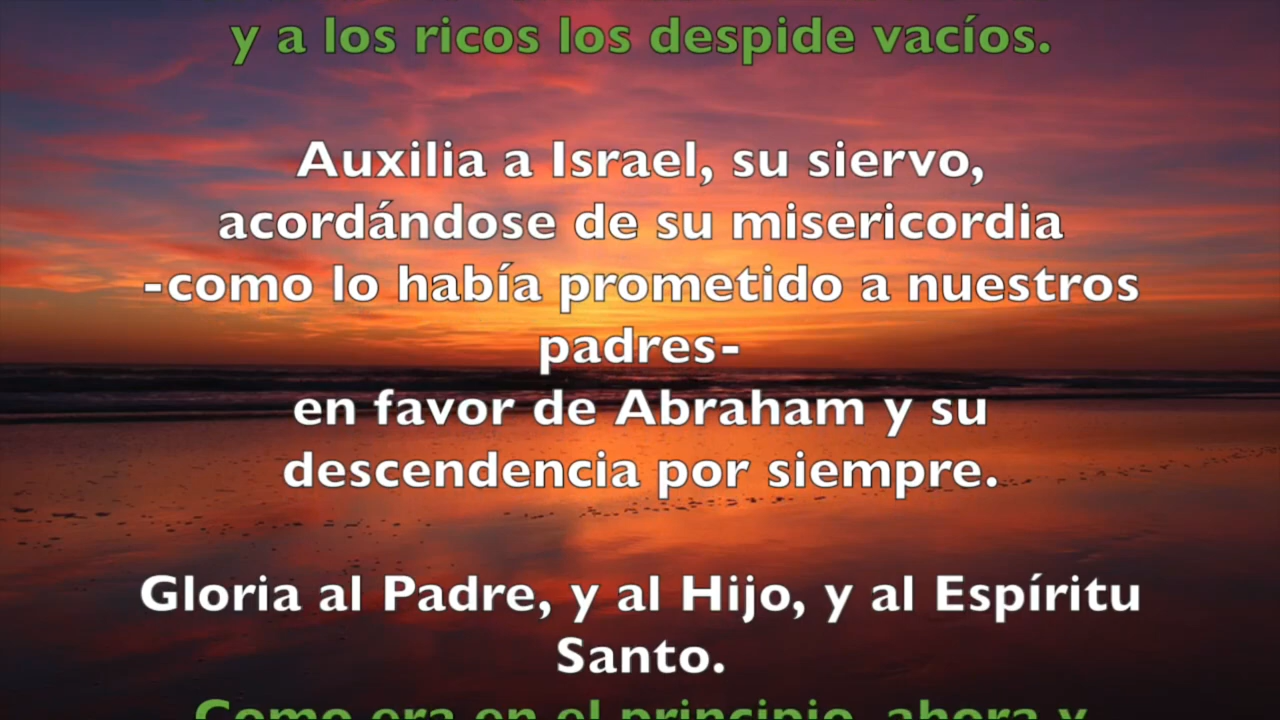 y a los ricos los despide vacíos.
Auxilia a Israel, su siervo,
acordándose de su misericordia
-como lo había prometido a nuestros
padres-
en favor de Abraham y su
descendencia por siempre.
Gloria al Padre, y al Hijo, y al Espíritu
Santo.
Como era en el principio, ahora y